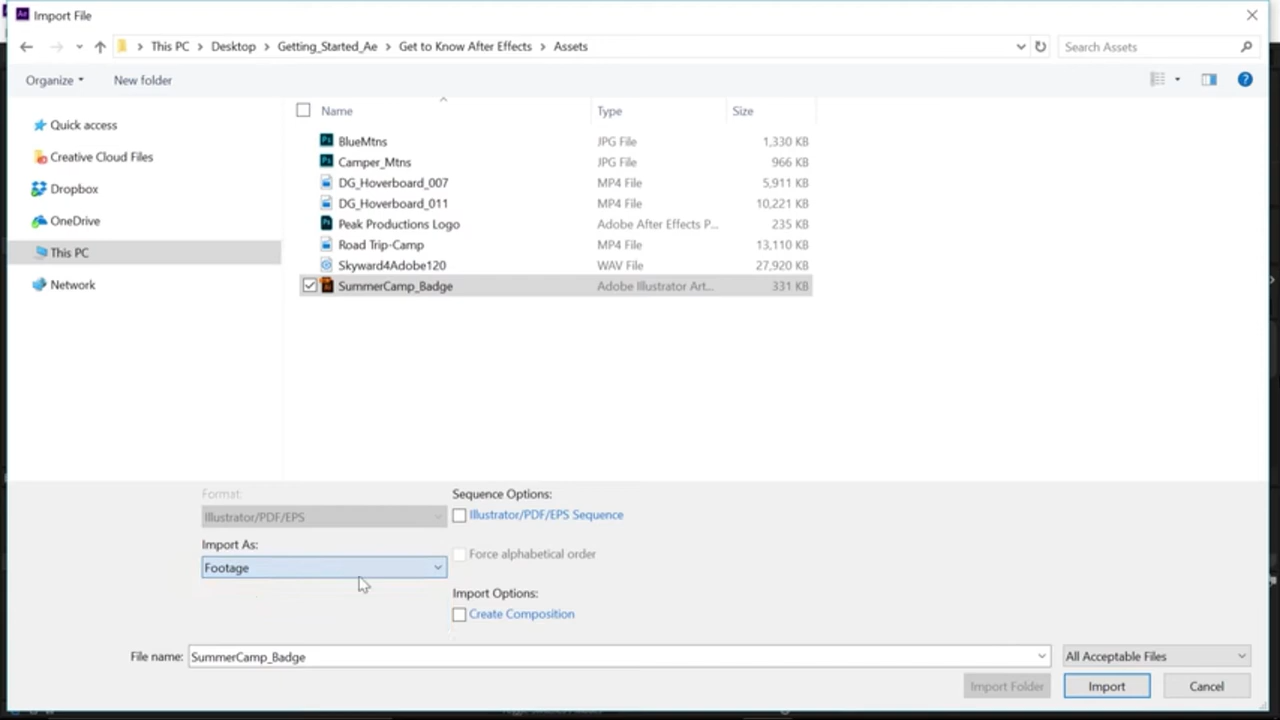 Ae Import File
This PC > Desktop > Getting_Started_Ae > Get to Know After Effects > Assets
Search Assets
Organize
New folder
?
Quick access
Creative Cloud Files
Dropbox
OneDrive
This PC
Network
Name Type Size
Ps BlueMtns JPG File 1,330 KB
Ps Camper_Mtns JPG File 966 KB
DG_Hoverboard_007 MP4 File 5,911 KB
DG_Hoverboard_011 MP4 File 10,221 KB
Ps Peak Productions Logo Adobe After Effects P... 235 KB
Road Trip-Camp MP4 File 13,110 KB
Skyward4Adobe120 WAV File 27,920 KB
Ai SummerCamp_Badge Adobe Illustrator Art... 331 KB
Format:
Illustrator/PDF/EPS
Import As:
Footage
Sequence Options:
Illustrator/PDF/EPS Sequence
Force alphabetical order
Import Options:
Create Composition
File name: SummerCamp_Badge
All Acceptable Files
Import Folder
Import
Cancel